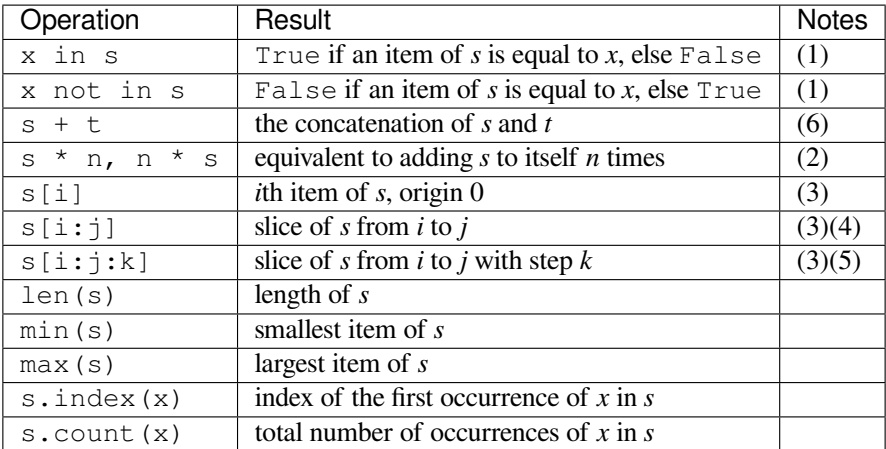 Operation Result Notes
x in s True if an item of s is equal to x, else False (1)
x not in s False if an item of s is equal to x, else True (1)
s + t the concatenation of s and t (6)
s * n, n * s equivalent to adding s to itself n times (2)
s[i] ith item of s, origin 0 (3)
s[i:j] slice of s from i to j (3)(4)
s[i:j:k] slice of s from i to j with step k (3)(5)
len(s) length of s
min(s) smallest item of s
max(s) largest item of s
s.index(x) index of the first occurrence of x in s
s.count(x) total number of occurrences of x in s